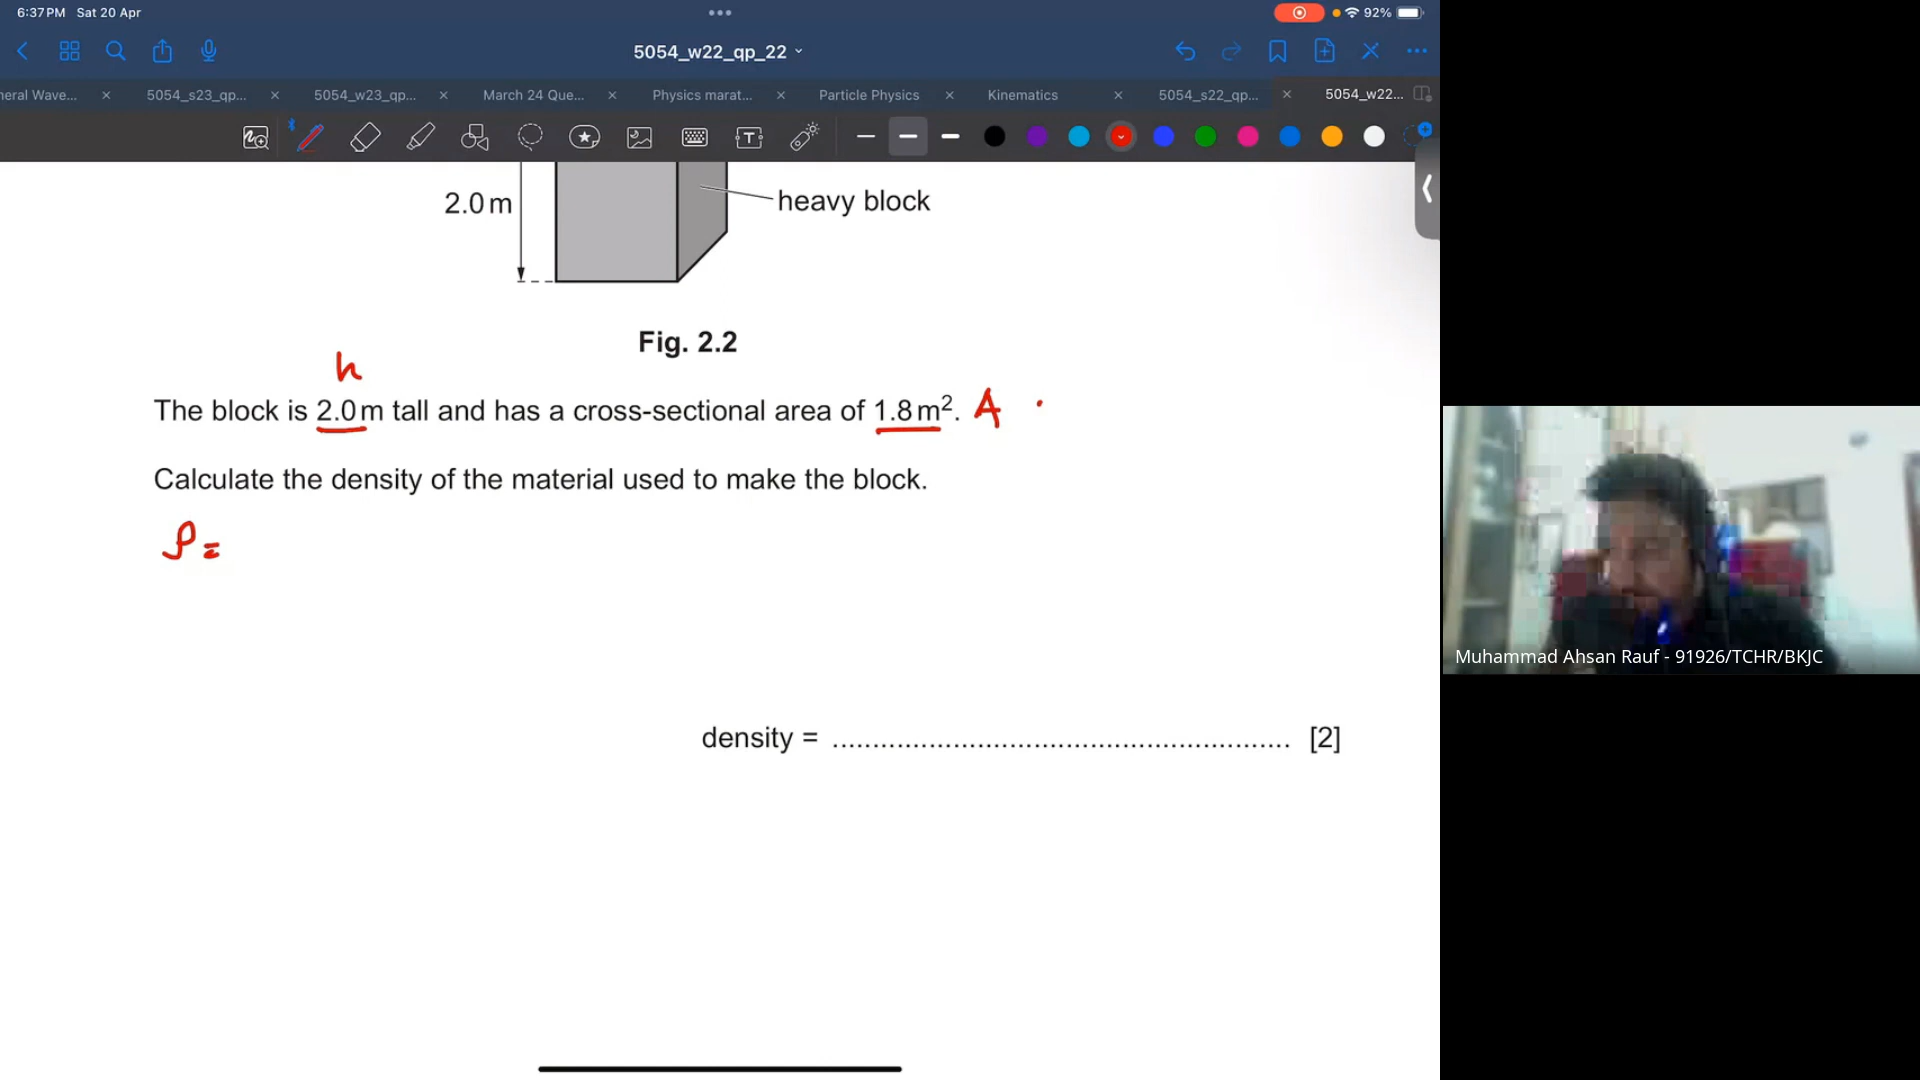 6:37 PM Sat 20 Apr
92%
5054_w22_qp_22
neral Wave...
5054_s23_qp...
5054_w23_qp...
March 24 Que...
Physics marat...
Particle Physics
Kinematics
5054_s22_qp...
5054_w22...
2.0 m
heavy block
Fig. 2.2
h
The block is 2.0 m tall and has a cross-sectional area of 1.8 m². A
Calculate the density of the material used to make the block.
ρ =
density = ......................................................... [2]
Muhammad Ahsan Rauf - 91926/TCHR/BKJC